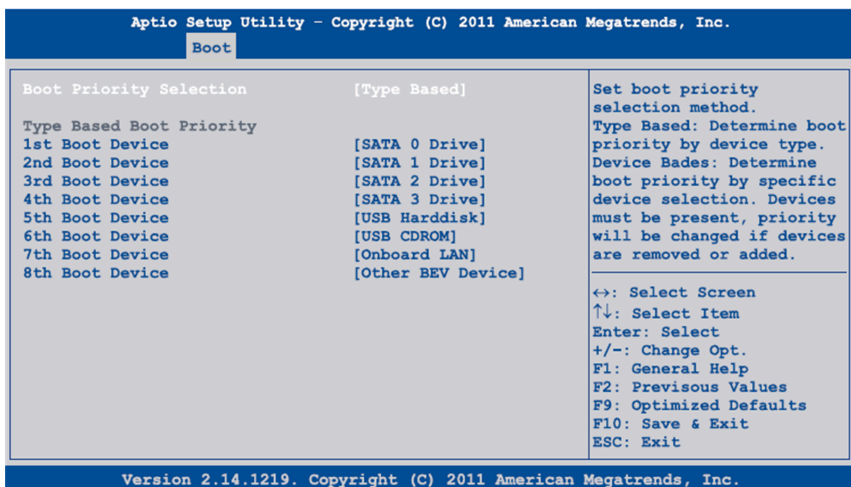 Aptio Setup Utility – Copyright (C) 2011 American Megatrends, Inc.
Boot
Boot Priority Selection [Type Based]
Type Based Boot Priority
1st Boot Device [SATA 0 Drive]
2nd Boot Device [SATA 1 Drive]
3rd Boot Device [SATA 2 Drive]
4th Boot Device [SATA 3 Drive]
5th Boot Device [USB Harddisk]
6th Boot Device [USB CDROM]
7th Boot Device [Onboard LAN]
8th Boot Device [Other BEV Device]
Set boot priority
selection method.
Type Based: Determine boot
priority by device type.
Device Bades: Determine
boot priority by specific
device selection. Devices
must be present, priority
will be changed if devices
are removed or added.
↔: Select Screen
↑↓: Select Item
Enter: Select
+/-: Change Opt.
F1: General Help
F2: Previsous Values
F9: Optimized Defaults
F10: Save & Exit
ESC: Exit
Version 2.14.1219. Copyright (C) 2011 American Megatrends, Inc.